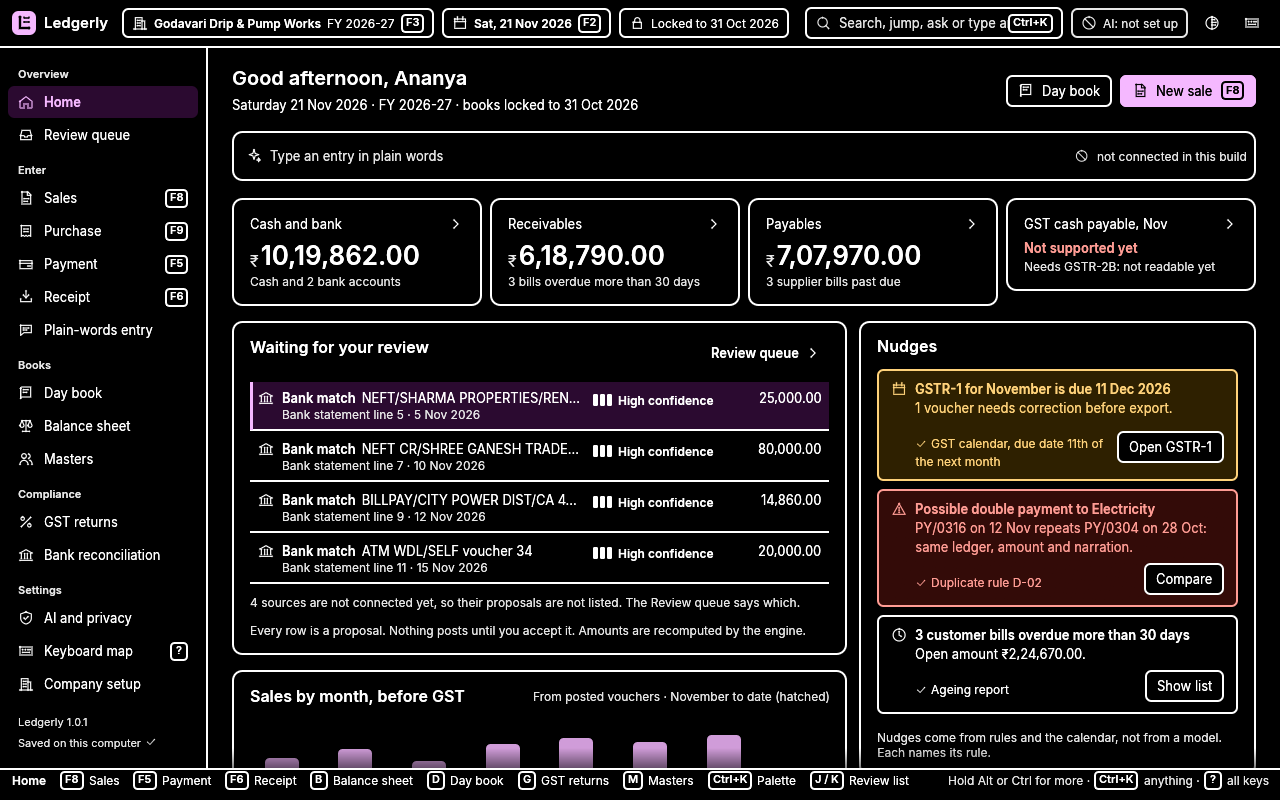 Ledgerly
Godavari Drip & Pump Works FY 2026-27 F3
Sat, 21 Nov 2026 F2
Locked to 31 Oct 2026
Search, jump, ask or type a Ctrl+K
AI: not set up
Overview
Home
Review queue
Enter
Sales F8
Purchase F9
Payment F5
Receipt F6
Plain-words entry
Books
Day book
Balance sheet
Masters
Compliance
GST returns
Bank reconciliation
Settings
AI and privacy
Keyboard map ?
Company setup
Ledgerly 1.0.1
Saved on this computer
Good afternoon, Ananya
Saturday 21 Nov 2026 · FY 2026-27 · books locked to 31 Oct 2026
Day book
New sale F8
Type an entry in plain words
not connected in this build
Cash and bank
₹10,19,862.00
Cash and 2 bank accounts
Receivables
₹6,18,790.00
3 bills overdue more than 30 days
Payables
₹7,07,970.00
3 supplier bills past due
GST cash payable, Nov
Not supported yet
Needs GSTR-2B: not readable yet
Waiting for your review
Review queue
Bank match NEFT/SHARMA PROPERTIES/REN... High confidence 25,000.00
Bank statement line 5 · 5 Nov 2026
Bank match NEFT CR/SHREE GANESH TRADE... High confidence 80,000.00
Bank statement line 7 · 10 Nov 2026
Bank match BILLPAY/CITY POWER DIST/CA 4... High confidence 14,860.00
Bank statement line 9 · 12 Nov 2026
Bank match ATM WDL/SELF voucher 34 High confidence 20,000.00
Bank statement line 11 · 15 Nov 2026
4 sources are not connected yet, so their proposals are not listed. The Review queue says which.
Every row is a proposal. Nothing posts until you accept it. Amounts are recomputed by the engine.
Sales by month, before GST
From posted vouchers · November to date (hatched)
Nudges
GSTR-1 for November is due 11 Dec 2026
1 voucher needs correction before export.
GST calendar, due date 11th of
the next month
Open GSTR-1
Possible double payment to Electricity
PY/0316 on 12 Nov repeats PY/0304 on 28 Oct:
same ledger, amount and narration.
Duplicate rule D-02
Compare
3 customer bills overdue more than 30 days
Open amount ₹2,24,670.00.
Ageing report
Show list
Nudges come from rules and the calendar, not from a model.
Each names its rule.
Home F8 Sales F5 Payment F6 Receipt B Balance sheet D Day book G GST returns M Masters Ctrl+K Palette J / K Review list Hold Alt or Ctrl for more · Ctrl+K anything · ? all keys